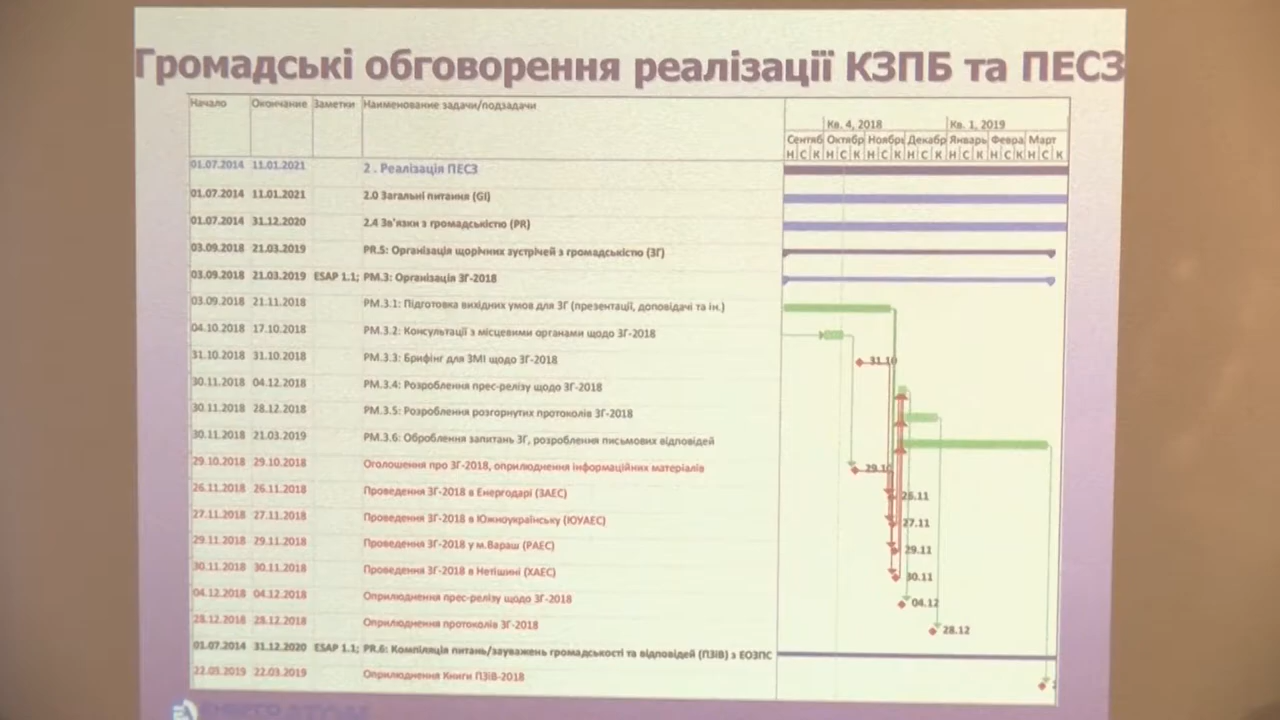 Громадські обговорення реалізації КЗПБ та ПЕСЗ
Начало Окончание Заметки Наименование задачи/подзадачи
Кв. 4, 2018 Кв. 1, 2019
Сентяб Октябр Ноябрь Декабр Январь Февра Март
Н С К Н С К Н С К Н С К Н С К Н С К Н С К
01.07.2014 11.01.2021 2 . Реалізація ПЕСЗ
01.07.2014 11.01.2021 2.0 Загальні питання (GI)
01.07.2014 31.12.2020 2.4 Зв'язки з громадськістю (PR)
03.09.2018 21.03.2019 PR.5: Організація щорічних зустрічей з громадськістю (ЗГ)
03.09.2018 21.03.2019 ESAP 1.1; PM.3: Організація ЗГ-2018
03.09.2018 21.11.2018 PM.3.1: Підготовка вихідних умов для ЗГ (презентації, доповідачі та ін.)
04.10.2018 17.10.2018 PM.3.2: Консультації з місцевими органами щодо ЗГ-2018
31.10.2018 31.10.2018 PM.3.3: Брифінг для ЗМІ щодо ЗГ-2018 31.10
30.11.2018 04.12.2018 PM.3.4: Розроблення прес-релізу щодо ЗГ-2018
30.11.2018 28.12.2018 PM.3.5: Розроблення розгорнутих протоколів ЗГ-2018
30.11.2018 21.03.2019 PM.3.6: Оброблення запитань ЗГ, розроблення письмових відповідей
29.10.2018 29.10.2018 Оголошення про ЗГ-2018, оприлюднення інформаційних матеріалів 29.10
26.11.2018 26.11.2018 Проведення ЗГ-2018 в Енергодарі (ЗАЕС) 26.11
27.11.2018 27.11.2018 Проведення ЗГ-2018 в Южноукраїнську (ЮУАЕС) 27.11
29.11.2018 29.11.2018 Проведення ЗГ-2018 у м.Вараш (РАЕС) 29.11
30.11.2018 30.11.2018 Проведення ЗГ-2018 в Нетішині (ХАЕС) 30.11
04.12.2018 04.12.2018 Оприлюднення прес-релізу щодо ЗГ-2018 04.12
28.12.2018 28.12.2018 Оприлюднення протоколів ЗГ-2018 28.12
01.07.2014 31.12.2020 ESAP 1.1; PR.6: Компіляція питань/зауважень громадськості та відповідей (ПЗіВ) з ЕОЗПС
22.03.2019 22.03.2019 Оприлюднення Книги ПЗіВ-2018